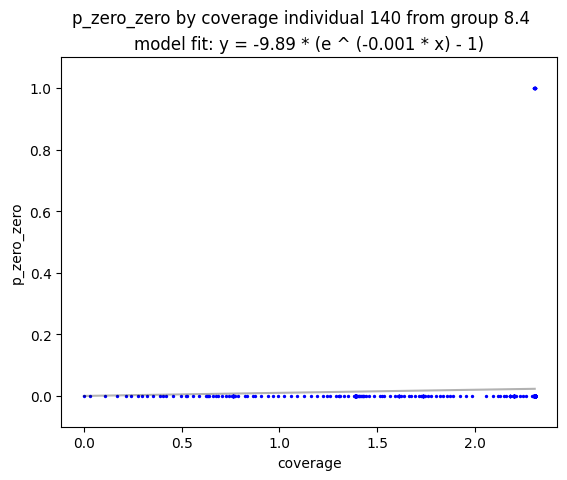 p_zero_zero by coverage individual 140 from group 8.4
model fit: y = -9.89 * (e ^ (-0.001 * x) - 1)
1.0
0.8
0.6
0.4
0.2
0.0
p_zero_zero
0.0 0.5 1.0 1.5 2.0
coverage